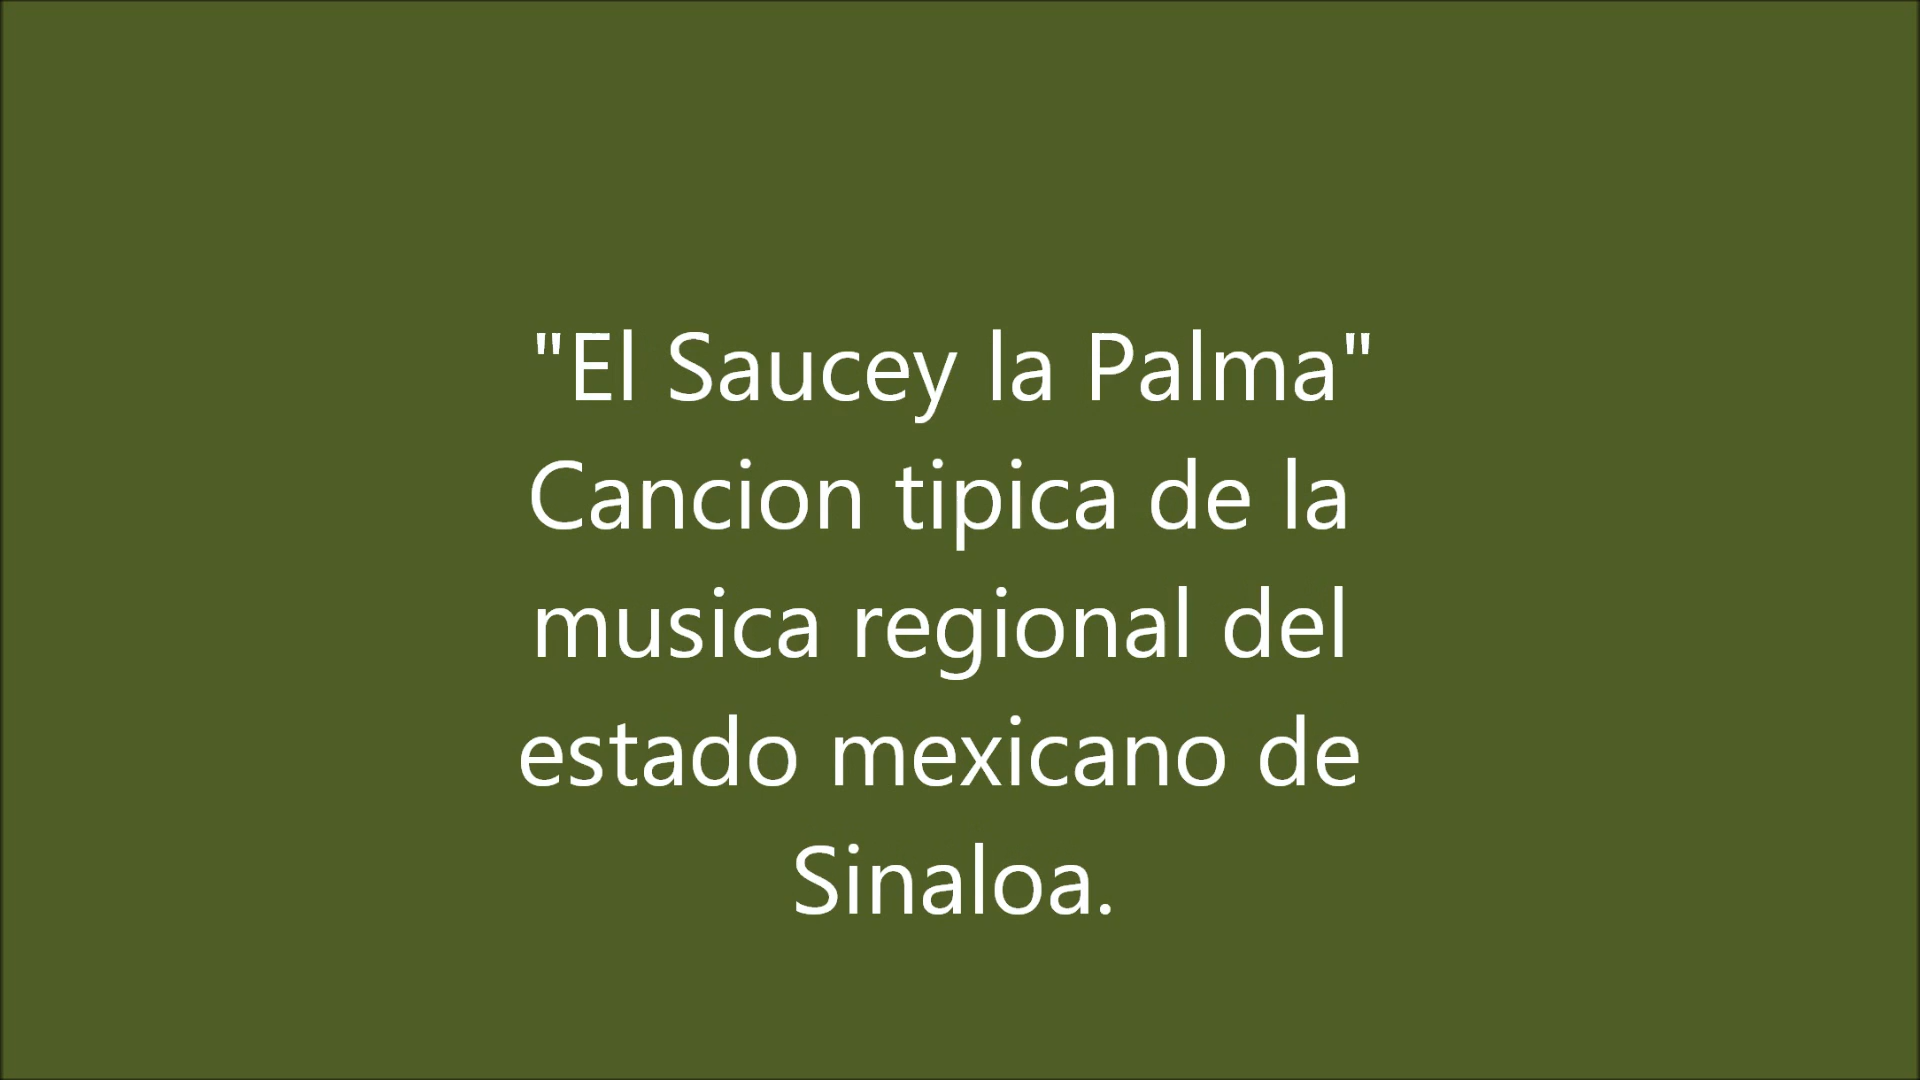 "El Saucey la Palma"
Cancion tipica de la
musica regional del
estado mexicano de
Sinaloa.